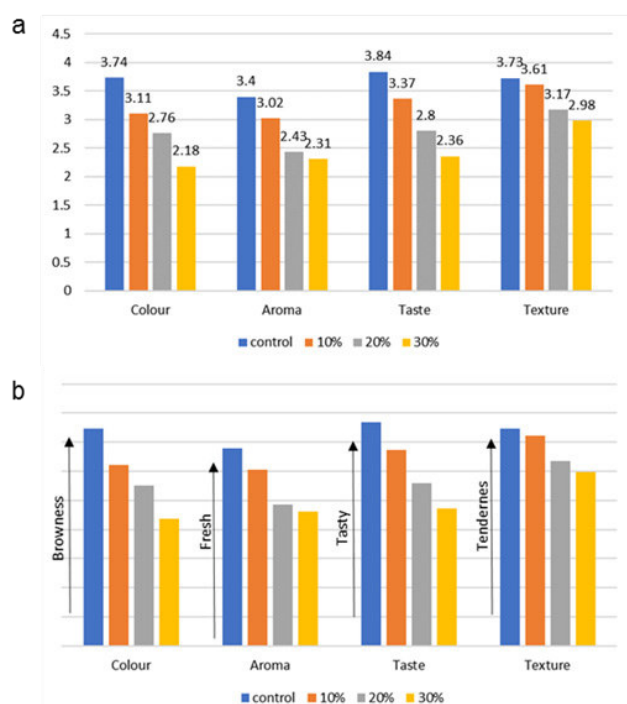 a
4.5
4
3.5
3
2.5
2
1.5
1
0.5
0
3.74
3.11
2.76
2.18
3.4
3.02
2.43
2.31
3.84
3.37
2.8
2.36
3.73
3.61
3.17
2.98
Colour Aroma Taste Texture
control 10% 20% 30%
b
Browness
Fresh
Tasty
Tendernes
Colour Aroma Taste Texture
control 10% 20% 30%